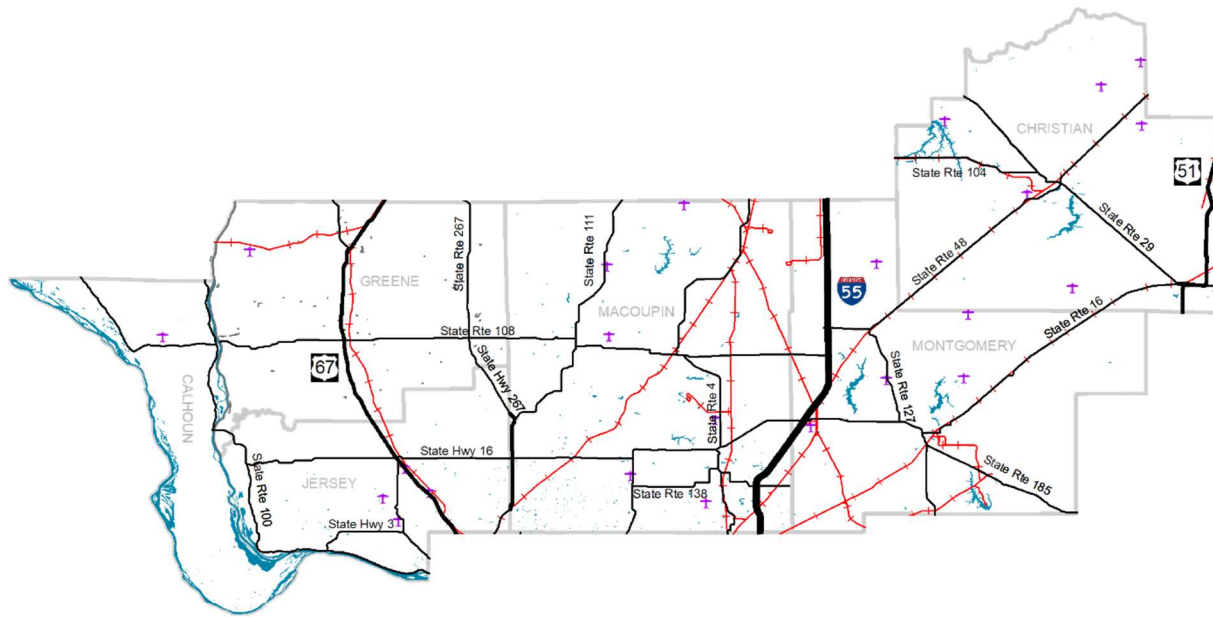 CHRISTIAN
State Rte 104
51
State Rte 29
State Rte 267
State Rte 111
State Rte 48
GREENE
INTERSTATE
55
MACOUPIN
State Rte 16
State Rte 108
MONTGOMERY
67
State Hwy 267
CALHOUN
State Rte 4
State Rte 127
State Hwy 16
State Rte 100
JERSEY
State Rte 185
State Rte 138
State Hwy 3